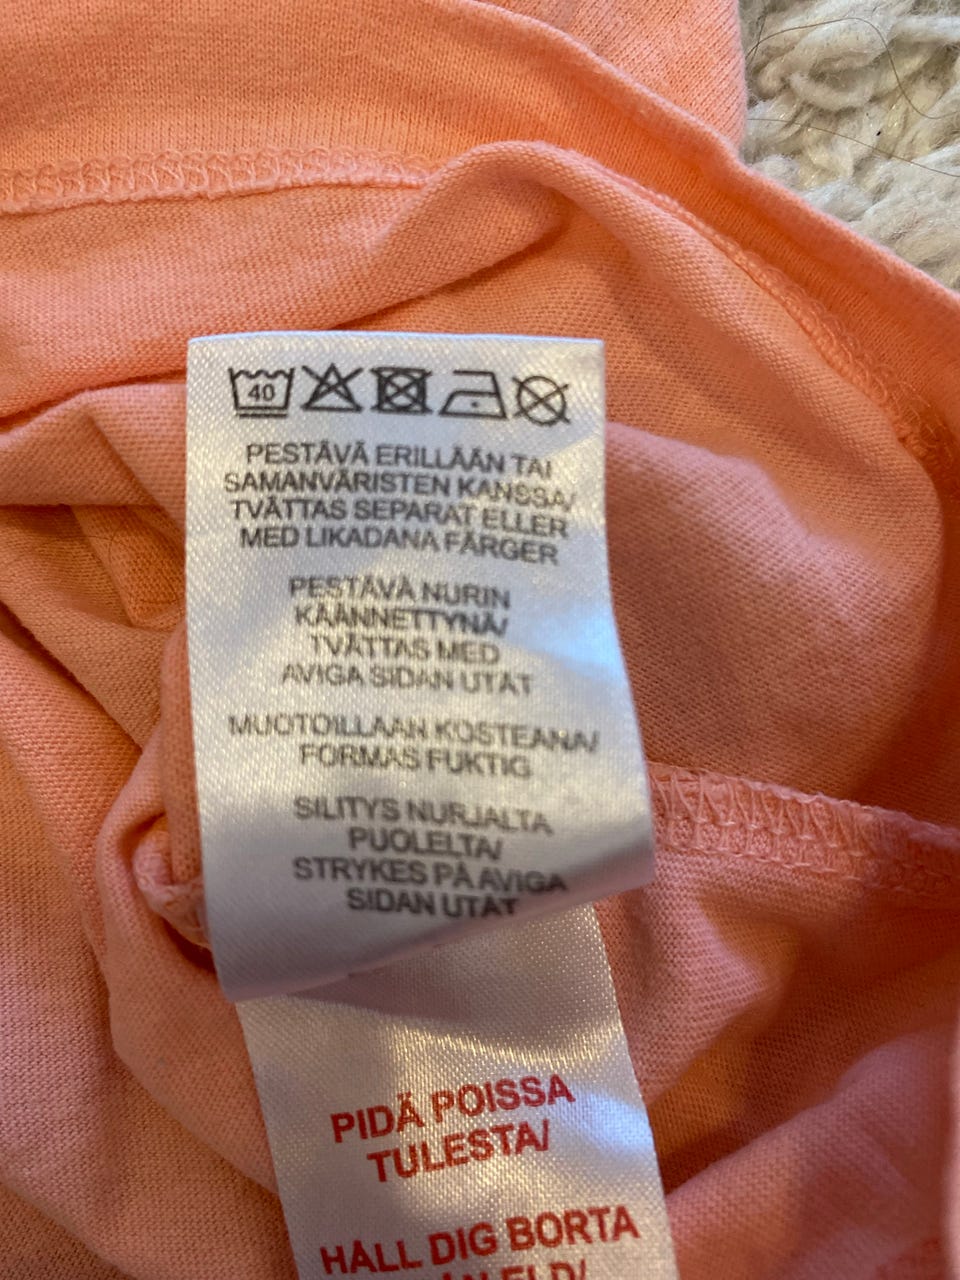 40
PESTÄVÄ ERILLÄÄN TAI
SAMANVÄRISTEN KANSSA/
TVÄTTAS SEPARAT ELLER
MED LIKADANA FÄRGER
PESTÄVÄ NURIN
KÄÄNNETTYNÄ/
TVÄTTAS MED
AVIGA SIDAN UTÅT
MUOTOILLAAN KOSTEANA/
FORMAS FUKTIG
SILITYS NURJALTA
PUOLELTA/
STRYKES PÅ AVIGA
SIDAN UTÅT
PIDÄ POISSA
TULESTA/
HÅLL DIG BORTA